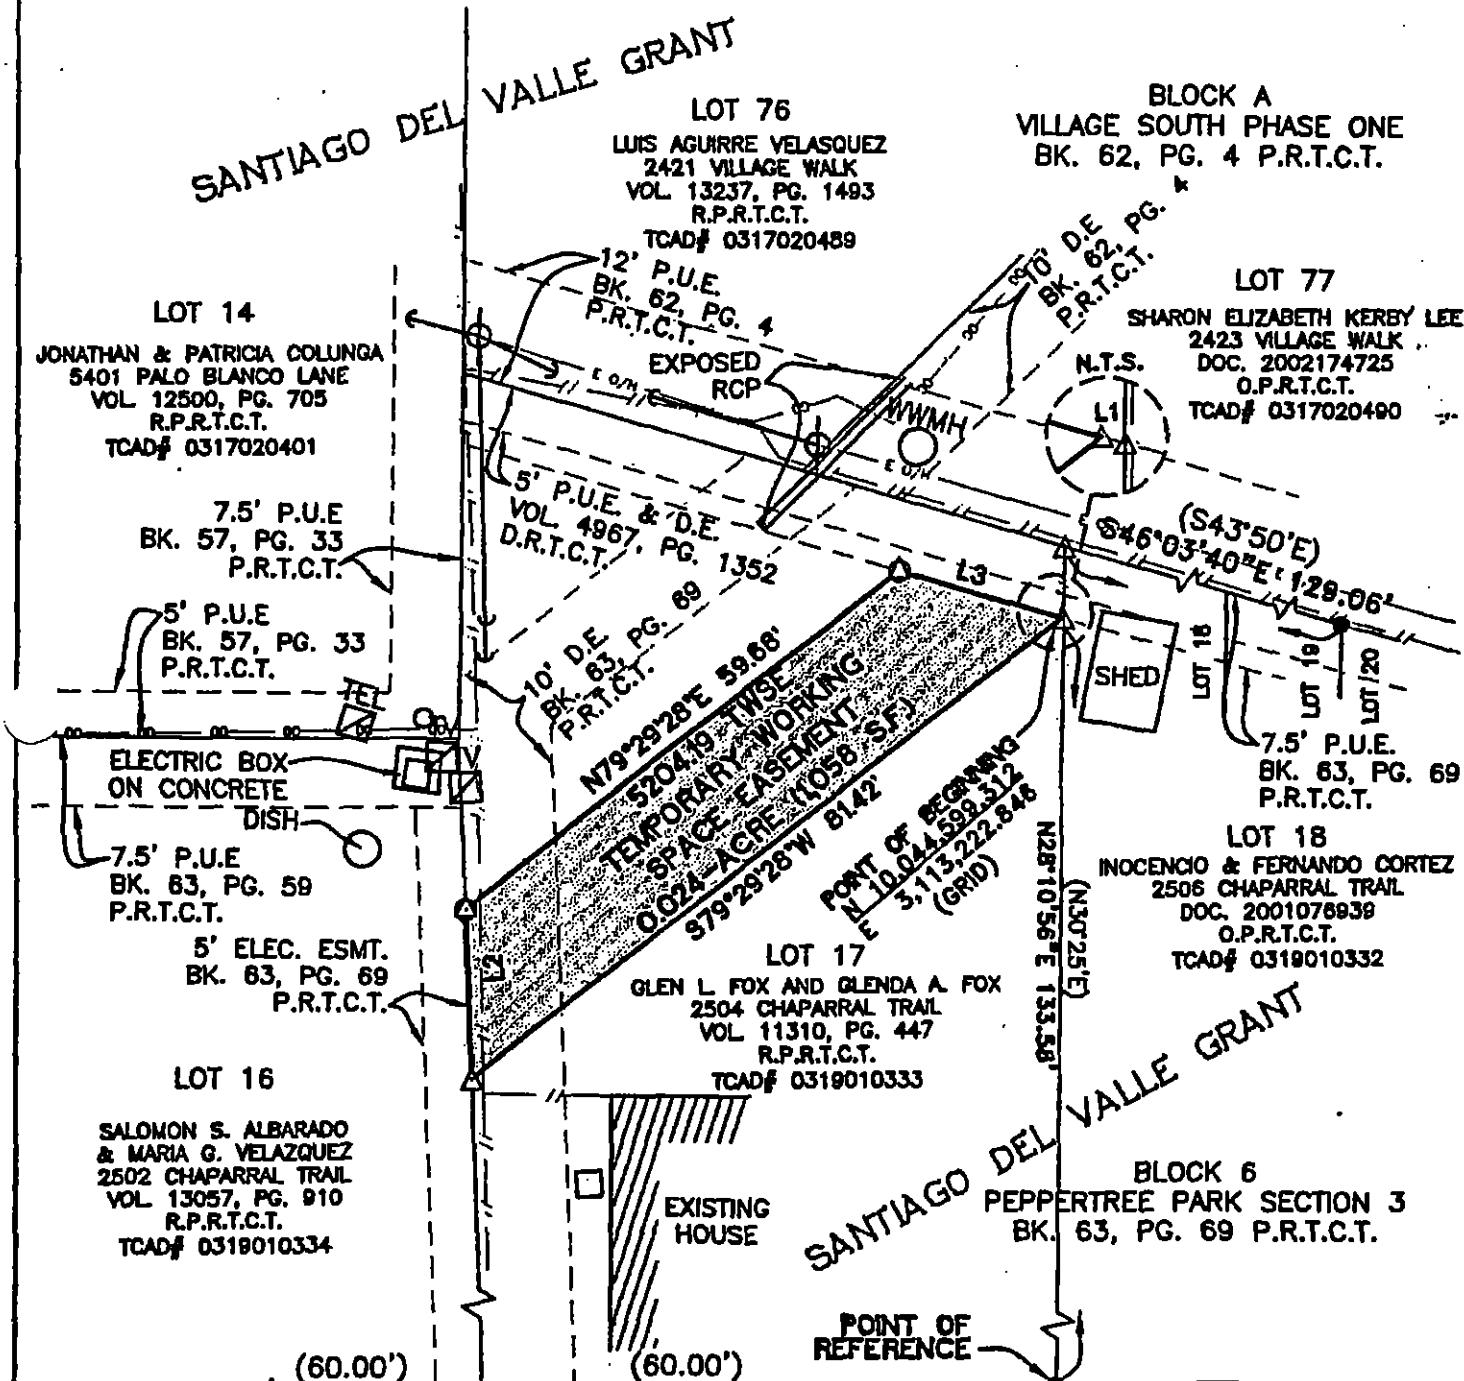 SANTIAGO DEL VALLE GRANT
LOT 76
LUIS AGUIRRE VELASQUEZ
2421 VILLAGE WALK
VOL. 13237, PG. 1493
R.P.R.T.C.T.
TCAD# 0317020489
BLOCK A
VILLAGE SOUTH PHASE ONE
BK. 62, PG. 4 P.R.T.C.T.
12' P.U.E.
BK. 62, PG. 4
P.R.T.C.T.
10' D.E
BK. 62, PG. 4
P.R.T.C.T.
LOT 77
SHARON ELIZABETH KERBY LEE
2423 VILLAGE WALK
DOC. 2002174725
O.P.R.T.C.T.
TCAD# 0317020490
N.T.S.
L1
LOT 14
JONATHAN & PATRICIA COLUNGA
5401 PALO BLANCO LANE
VOL. 12500, PG. 705
R.P.R.T.C.T.
TCAD# 0317020401
EXPOSED
RCP
E O/H
WWMH
E O/H
7.5' P.U.E
BK. 57, PG. 33
P.R.T.C.T.
5' P.U.E. & D.E.
VOL. 4967, PG. 1352
D.R.T.C.T.
(S43°50'E)
S46°03'40"E 129.06'
L3
5' P.U.E
BK. 57, PG. 33
P.R.T.C.T.
10' D.E.
BK. 63, PG. 69
P.R.T.C.T.
SHED
LOT 18
LOT 19
LOT 20
TEL
V
ELECTRIC BOX
ON CONCRETE
DISH
N79°29'28"E 59.68'
5204.19 TWSE
TEMPORARY WORKING
SPACE EASEMENT
0.024-ACRE (1,058 S.F.)
S79°29'28"W 81.42'
POINT OF BEGINNING
N 10,044,599.312
E 3,113,222.846
(GRID)
7.5' P.U.E.
BK. 63, PG. 69
P.R.T.C.T.
7.5' P.U.E
BK. 63, PG. 59
P.R.T.C.T.
LOT 18
INOCENCIO & FERNANDO CORTEZ
2506 CHAPARRAL TRAIL
DOC. 2001076939
O.P.R.T.C.T.
TCAD# 0319010332
N28°10'56"E 133.58'
(N30°25'E)
5' ELEC. ESMT.
BK. 63, PG. 69
P.R.T.C.T.
L2
LOT 17
GLEN L. FOX AND GLENDA A. FOX
2504 CHAPARRAL TRAIL
VOL. 11310, PG. 447
R.P.R.T.C.T.
TCAD# 0319010333
LOT 16
SALOMON S. ALBARADO
& MARIA G. VELAZQUEZ
2502 CHAPARRAL TRAIL
VOL. 13057, PG. 910
R.P.R.T.C.T.
TCAD# 0319010334
EXISTING
HOUSE
SANTIAGO DEL VALLE GRANT
BLOCK 6
PEPPERTREE PARK SECTION 3
BK. 63, PG. 69 P.R.T.C.T.
POINT OF
REFERENCE
(60.00')
(60.00')